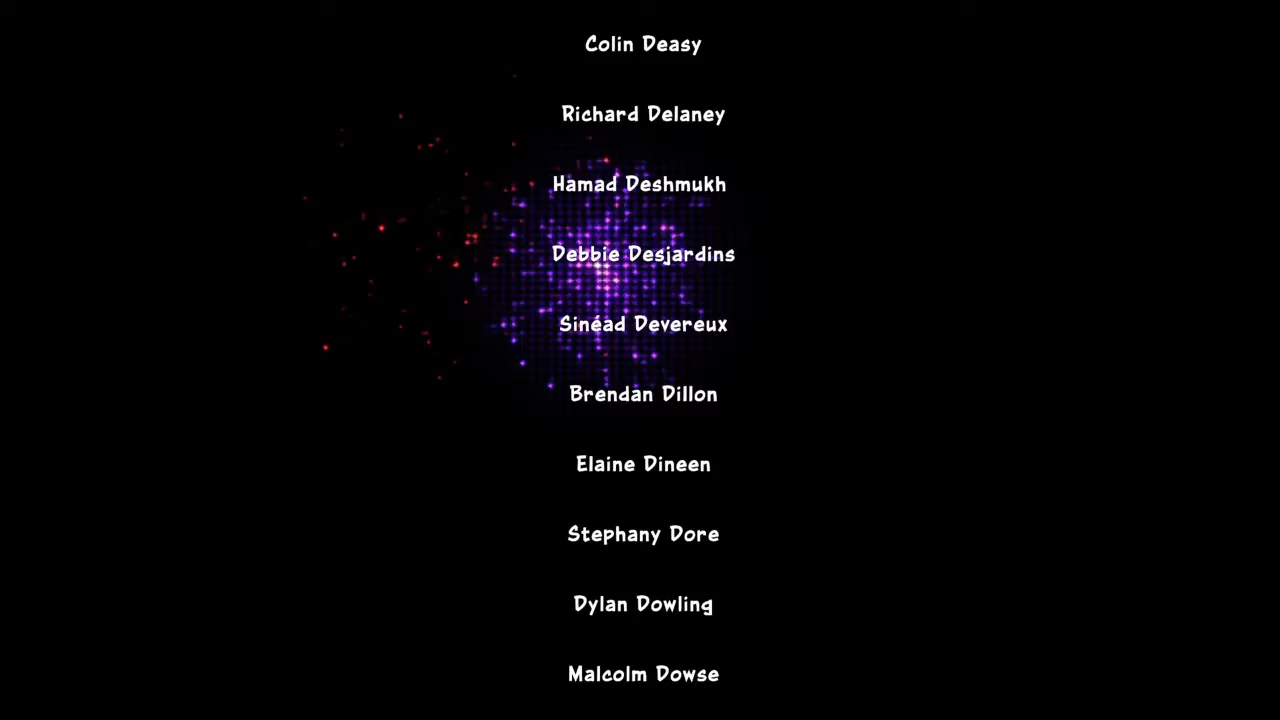 Colin Deasy
Richard Delaney
Hamad Deshmukh
Debbie Desjardins
Sinéad Devereux
Brendan Dillon
Elaine Dineen
Stephany Dore
Dylan Dowling
Malcolm Dowse